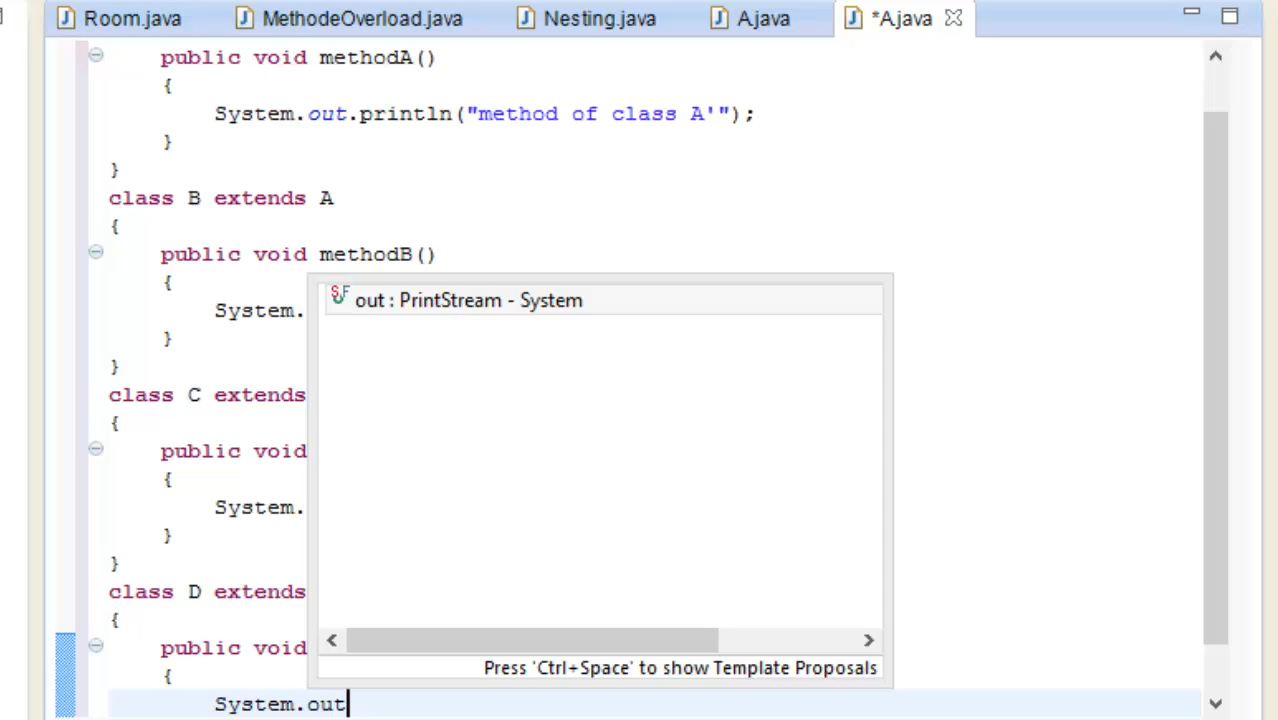 Room.java MethodeOverload.java Nesting.java A.java *A.java
public void methodA()
{
System.out.println("method of class A'");
}
}
class B extends A
{
public void methodB()
{
System.
}
}
class C extends
{
public void
{
System.
}
}
class D extends
{
public void
{
System.out
out : PrintStream - System
Press 'Ctrl+Space' to show Template Proposals